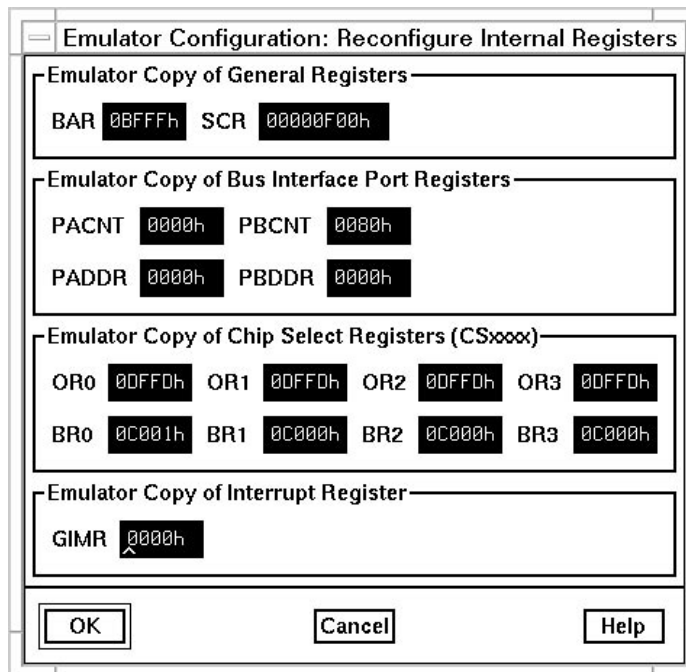 Emulator Configuration: Reconfigure Internal Registers
Emulator Copy of General Registers
BAR 0BFFFh SCR 00000F00h
Emulator Copy of Bus Interface Port Registers
PACNT 0000h PBCNT 0080h
PADDR 0000h PBDDR 0000h
Emulator Copy of Chip Select Registers (CSxxxx)
OR0 0DFFDh OR1 0DFFDh OR2 0DFFDh OR3 0DFFDh
BR0 0C001h BR1 0C000h BR2 0C000h BR3 0C000h
Emulator Copy of Interrupt Register
GIMR 0000h
OK Cancel Help